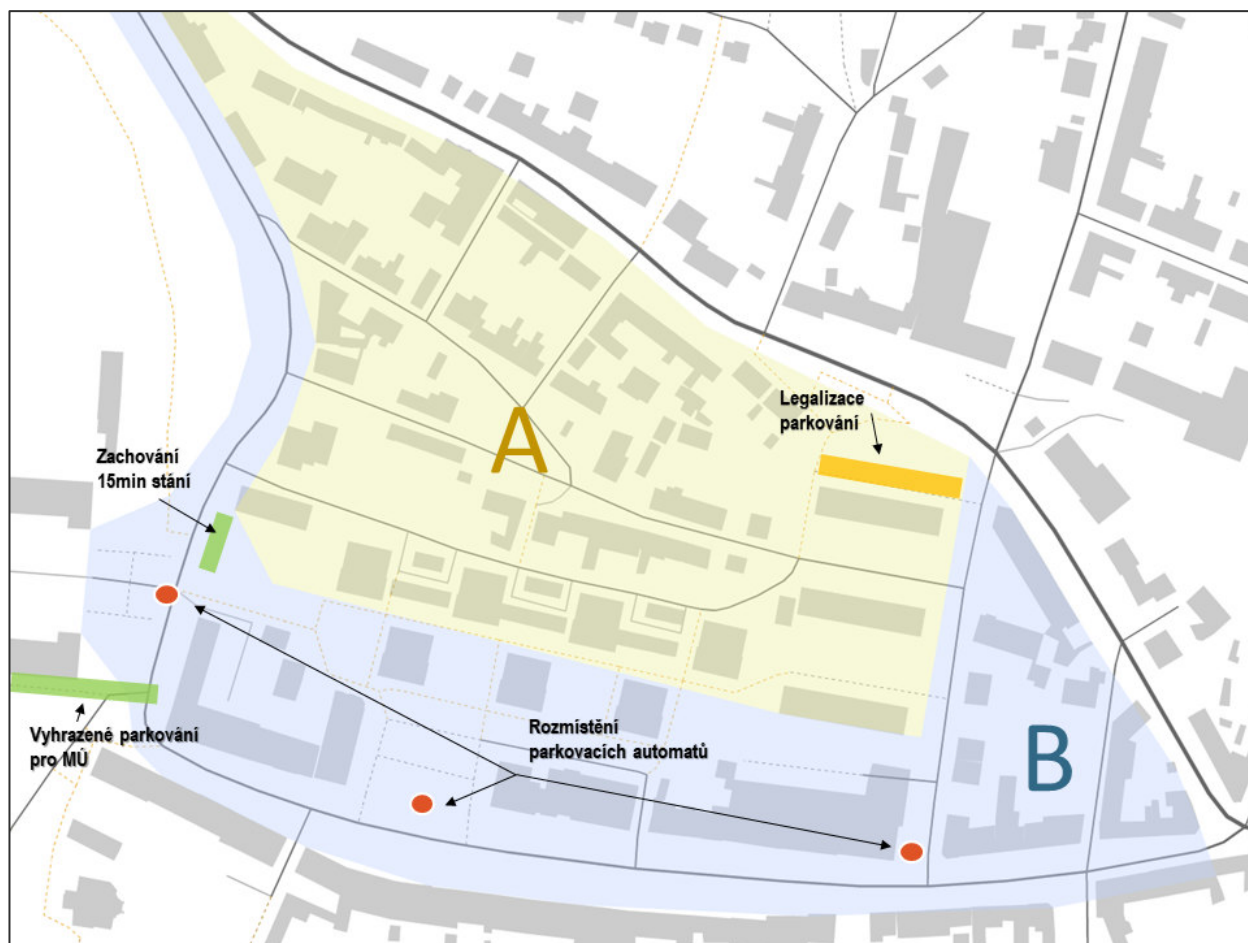 Legalizace
parkování
A
Zachování
15min stání
Vyhrazené parkování
pro MÚ
Rozmístění
parkovacích automatů
B